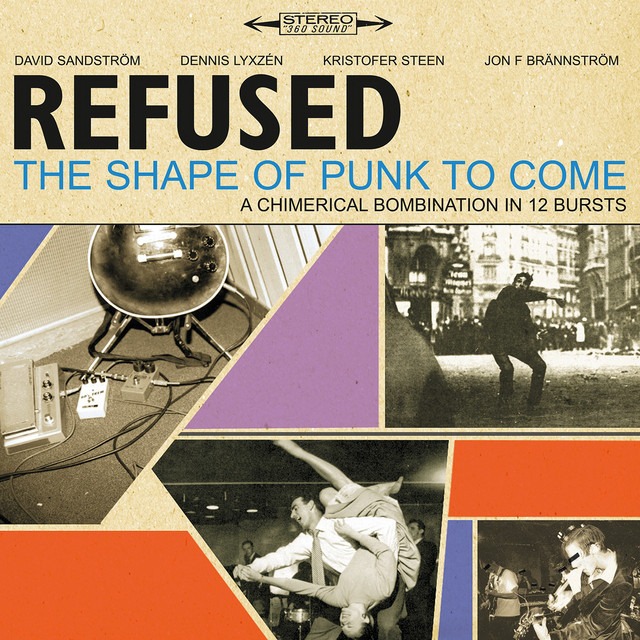 STEREO
"360 SOUND"
DAVID SANDSTRÖM DENNIS LYXZÉN KRISTOFER STEEN JON F BRÄNNSTRÖM
REFUSED
THE SHAPE OF PUNK TO COME
A CHIMERICAL BOMBINATION IN 12 BURSTS